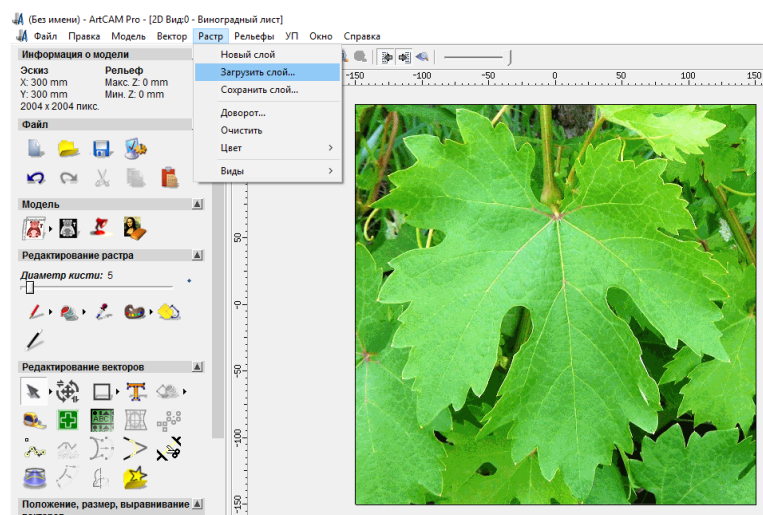 (Без имени) - ArtCAM Pro - [2D Вид:0 - Виноградный лист]
Файл Правка Модель Вектор Растр Рельефы УП Окно Справка
Информация о модели
Эскиз Рельеф
X: 300 mm Макс. Z: 0 mm
Y: 300 mm Мин. Z: 0 mm
2004 x 2004 пикс.
Файл
Новый слой
Загрузить слой...
Сохранить слой...
Доворот...
Очистить
Цвет
Виды
Модель
Редактирование растра
Диаметр кисти: 5
Редактирование векторов
ABC
Положение, размер, выравнивание
-150 -100 -50 0 50 100 150
50
-0
-50
-100
-150